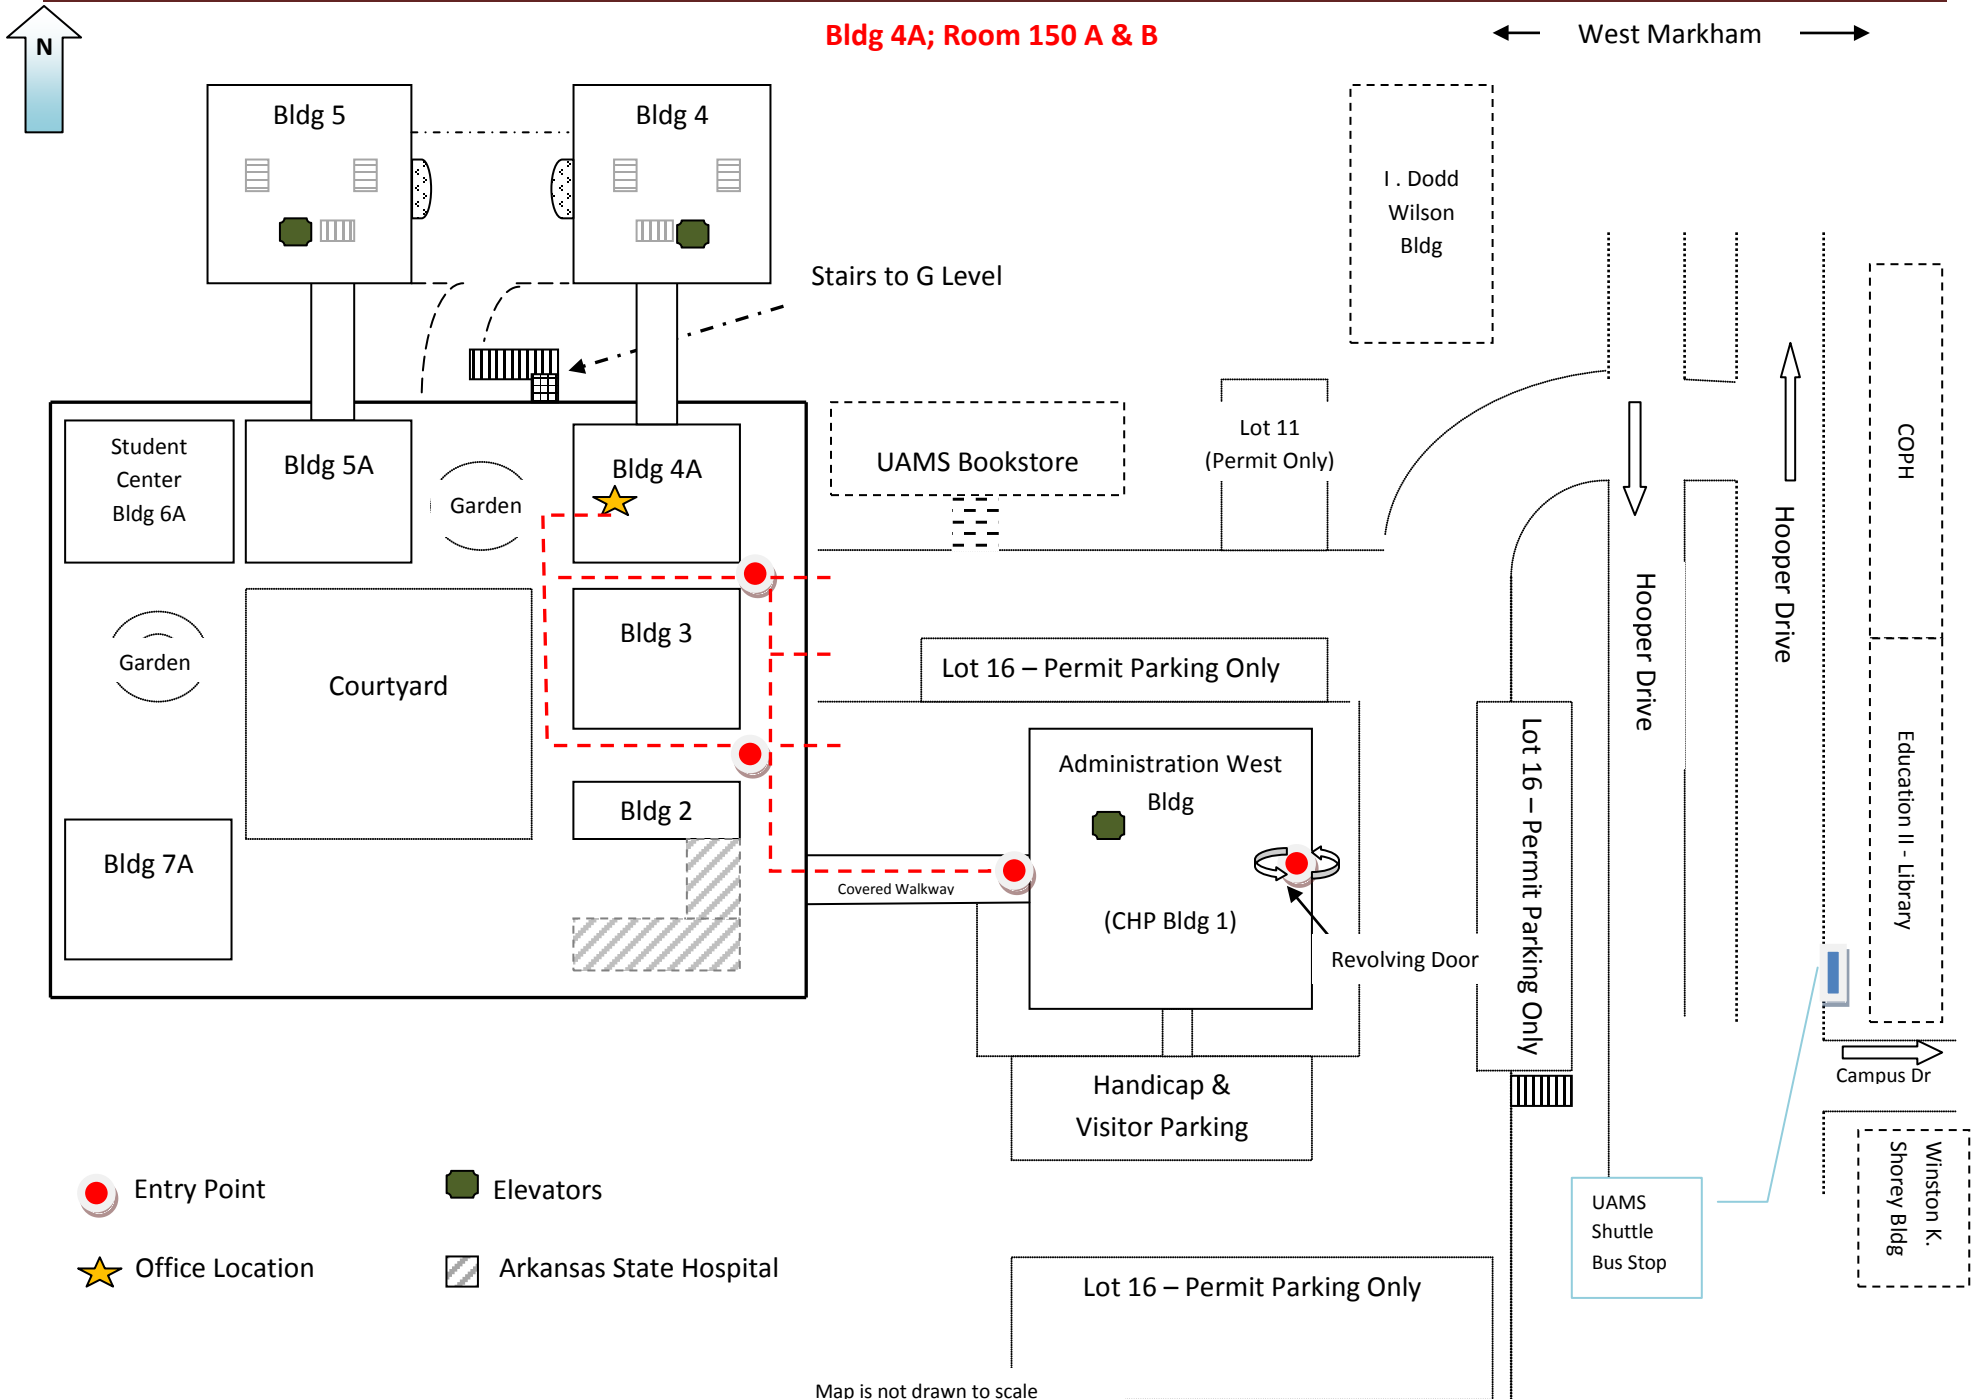 N
Bldg 4A; Room 150 A & B
West Markham
Bldg 5
Bldg 4
I . Dodd
Wilson
Bldg
Stairs to G Level
Student
Center
Bldg 6A
Bldg 5A
Garden
Bldg 4A
UAMS Bookstore
Lot 11
(Permit Only)
COPH
Hooper Drive
Hooper Drive
Garden
Courtyard
Bldg 3
Lot 16 – Permit Parking Only
Administration West
Bldg
Lot 16 – Permit Parking Only
Education II - Library
Bldg 2
Bldg 7A
Covered Walkway
(CHP Bldg 1)
Revolving Door
Handicap &
Visitor Parking
Campus Dr
Winston K.
Shorey Bldg
Entry Point
Elevators
UAMS
Shuttle
Bus Stop
Office Location
Arkansas State Hospital
Lot 16 – Permit Parking Only
Map is not drawn to scale